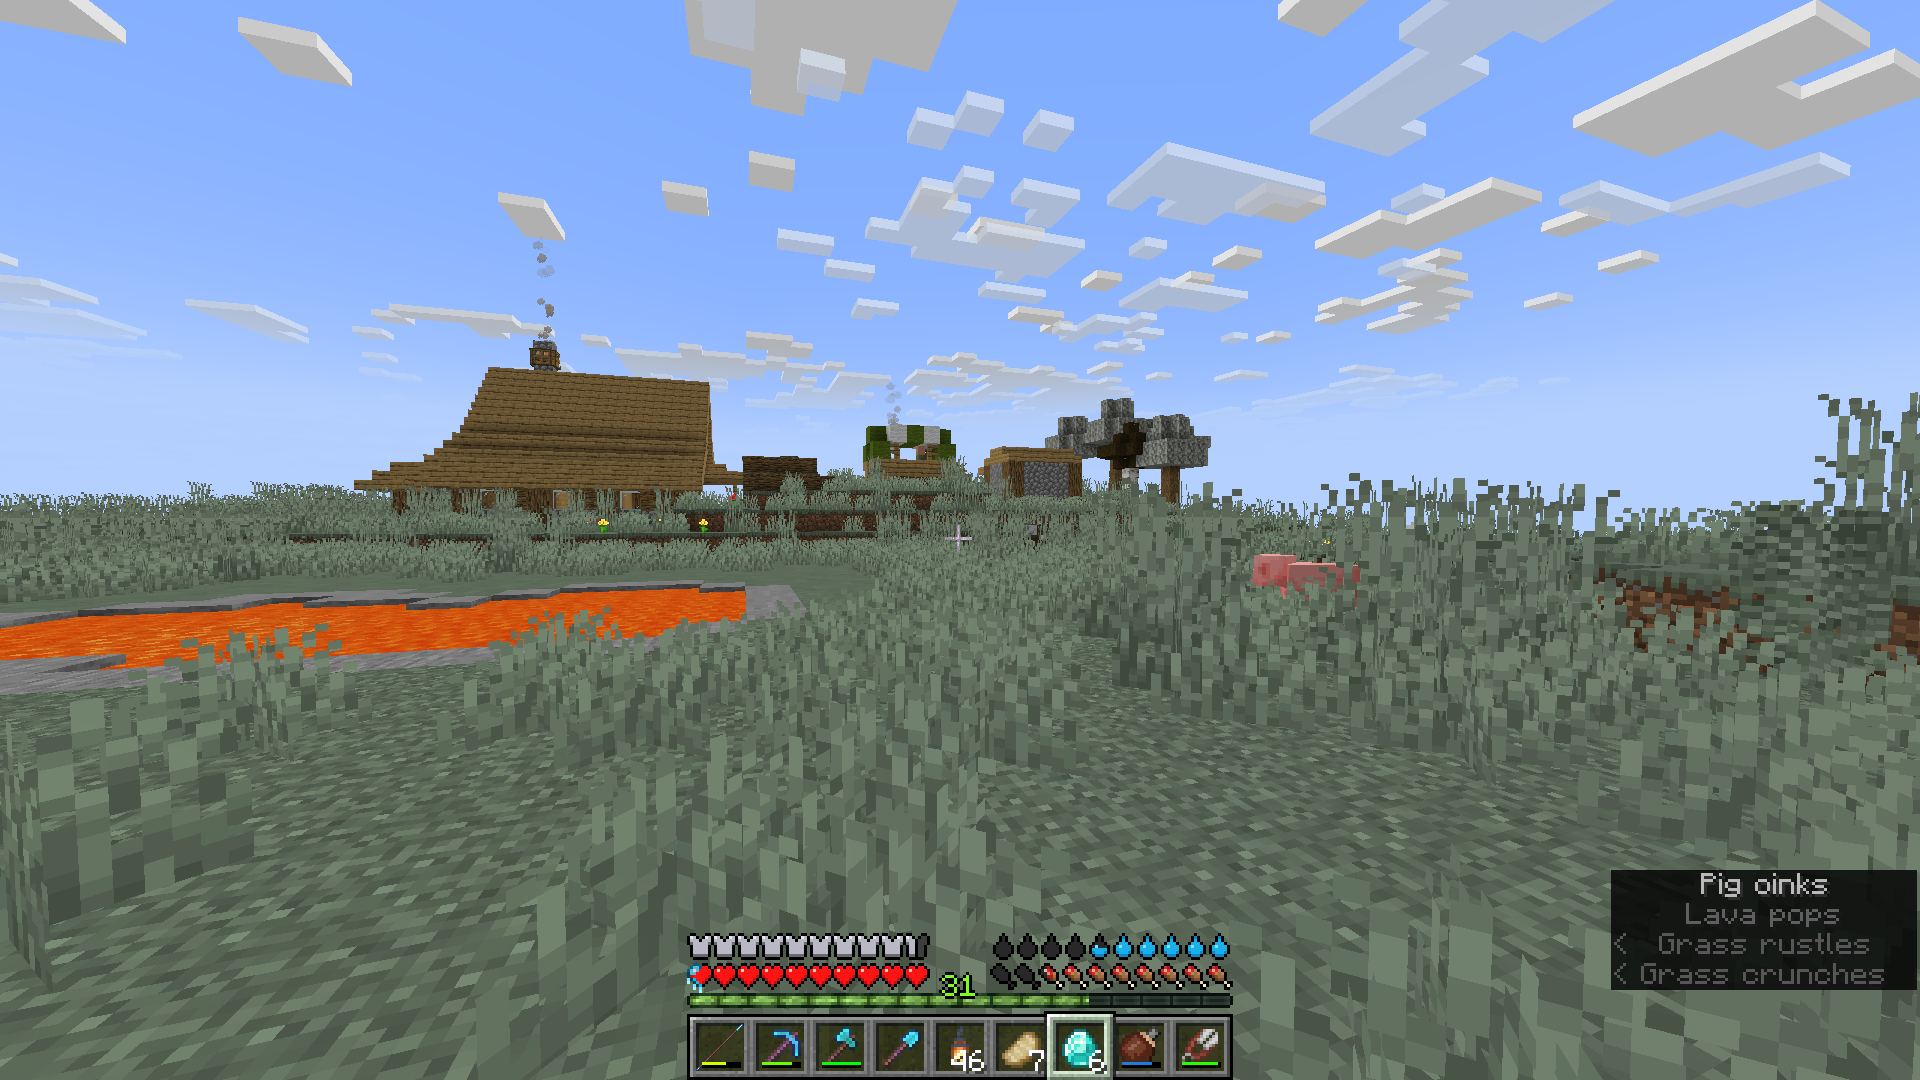 Pig oinks
Lava pops
< Grass rustles
< Grass crunches
31
46 7 6